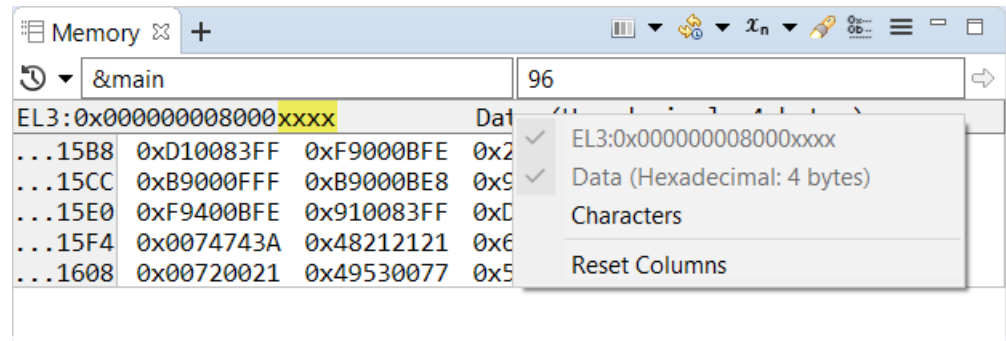 Memory
&main 96
EL3:0x000000008000xxxx
...15B8 0xD10083FF 0xF9000BFE
...15CC 0xB9000FFF 0xB9000BE8
...15E0 0xF9400BFE 0x910083FF
...15F4 0x0074743A 0x48212121
...1608 0x00720021 0x49530077
EL3:0x000000008000xxxx
Data (Hexadecimal: 4 bytes)
Characters
Reset Columns